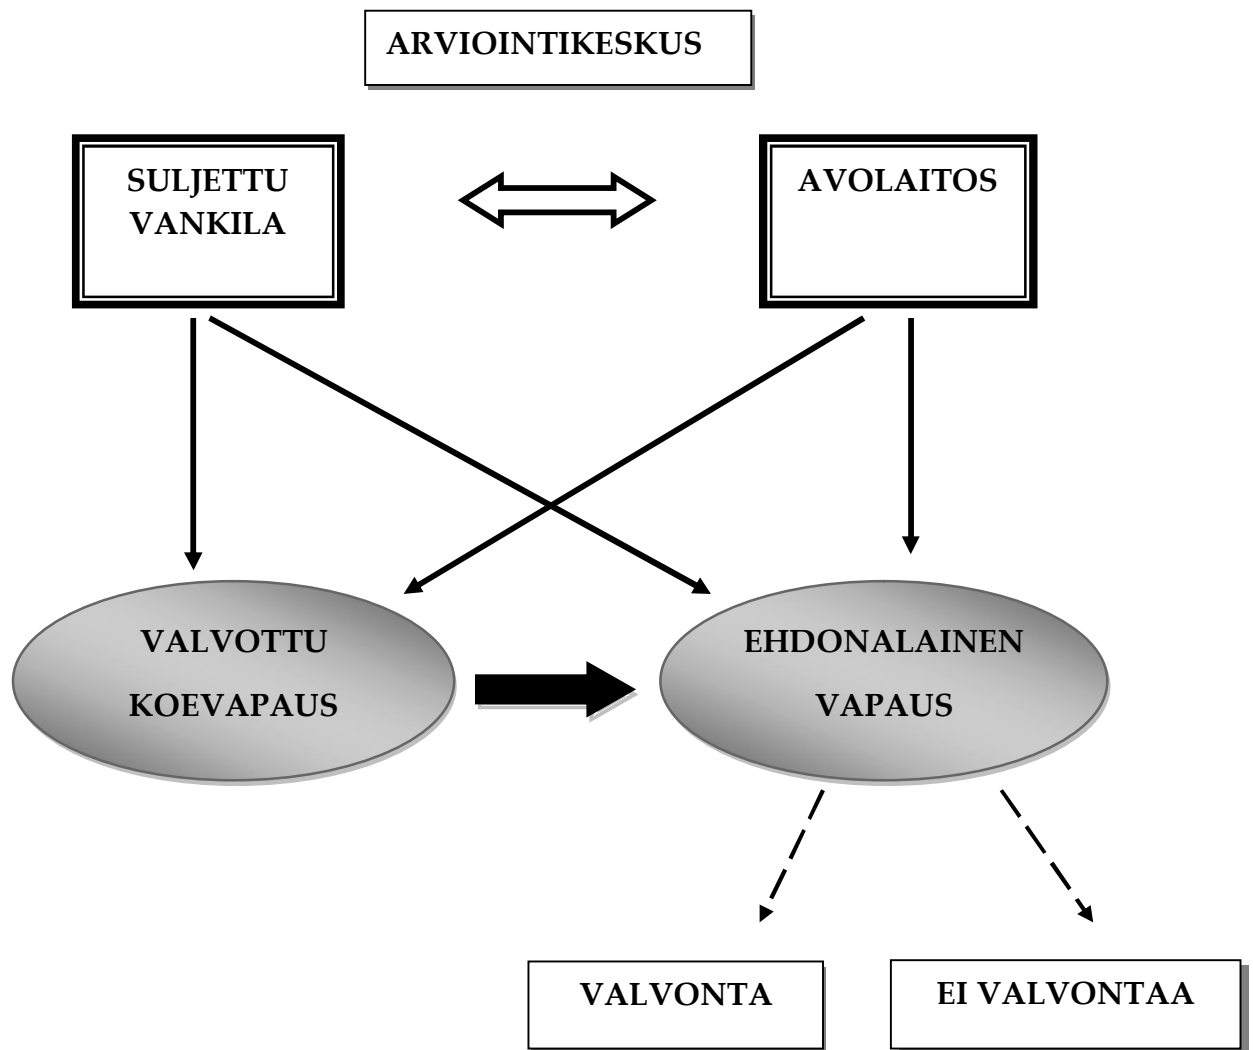 ARVIOINTIKESKUS
SULJETTU
VANKILA
AVOLAITOS
VALVOTTU
KOEVAPAUS
EHDONALAINEN
VAPAUS
VALVONTA
EI VALVONTAA